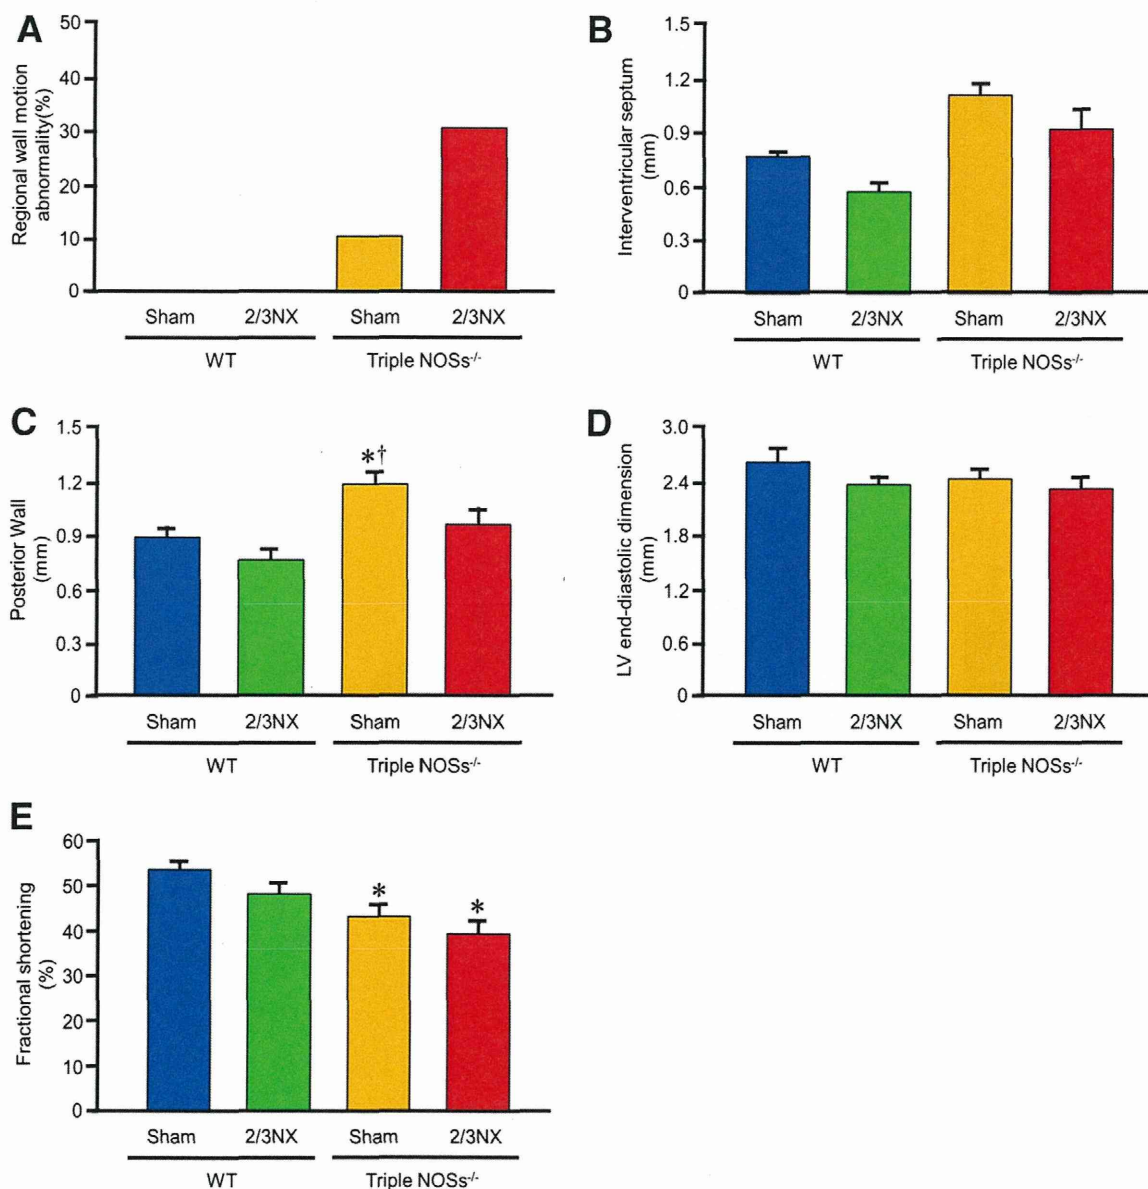 A
Regional wall motion
abnormality(%)
50
40
30
20
10
0
Sham 2/3NX Sham 2/3NX
WT Triple NOSs-/-
B
Interventricular septum
(mm)
1.5
1.2
0.9
0.6
0.3
0
Sham 2/3NX Sham 2/3NX
WT Triple NOSs-/-
C
Posterior Wall
(mm)
1.5
1.2
0.9
0.6
0.3
0
*†
Sham 2/3NX Sham 2/3NX
WT Triple NOSs-/-
D
LV end-diastolic dimension
(mm)
3.0
2.4
1.8
1.2
0.6
0
Sham 2/3NX Sham 2/3NX
WT Triple NOSs-/-
E
Fractional shortening
(%)
60
50
40
30
20
10
0
* *
Sham 2/3NX Sham 2/3NX
WT Triple NOSs-/-